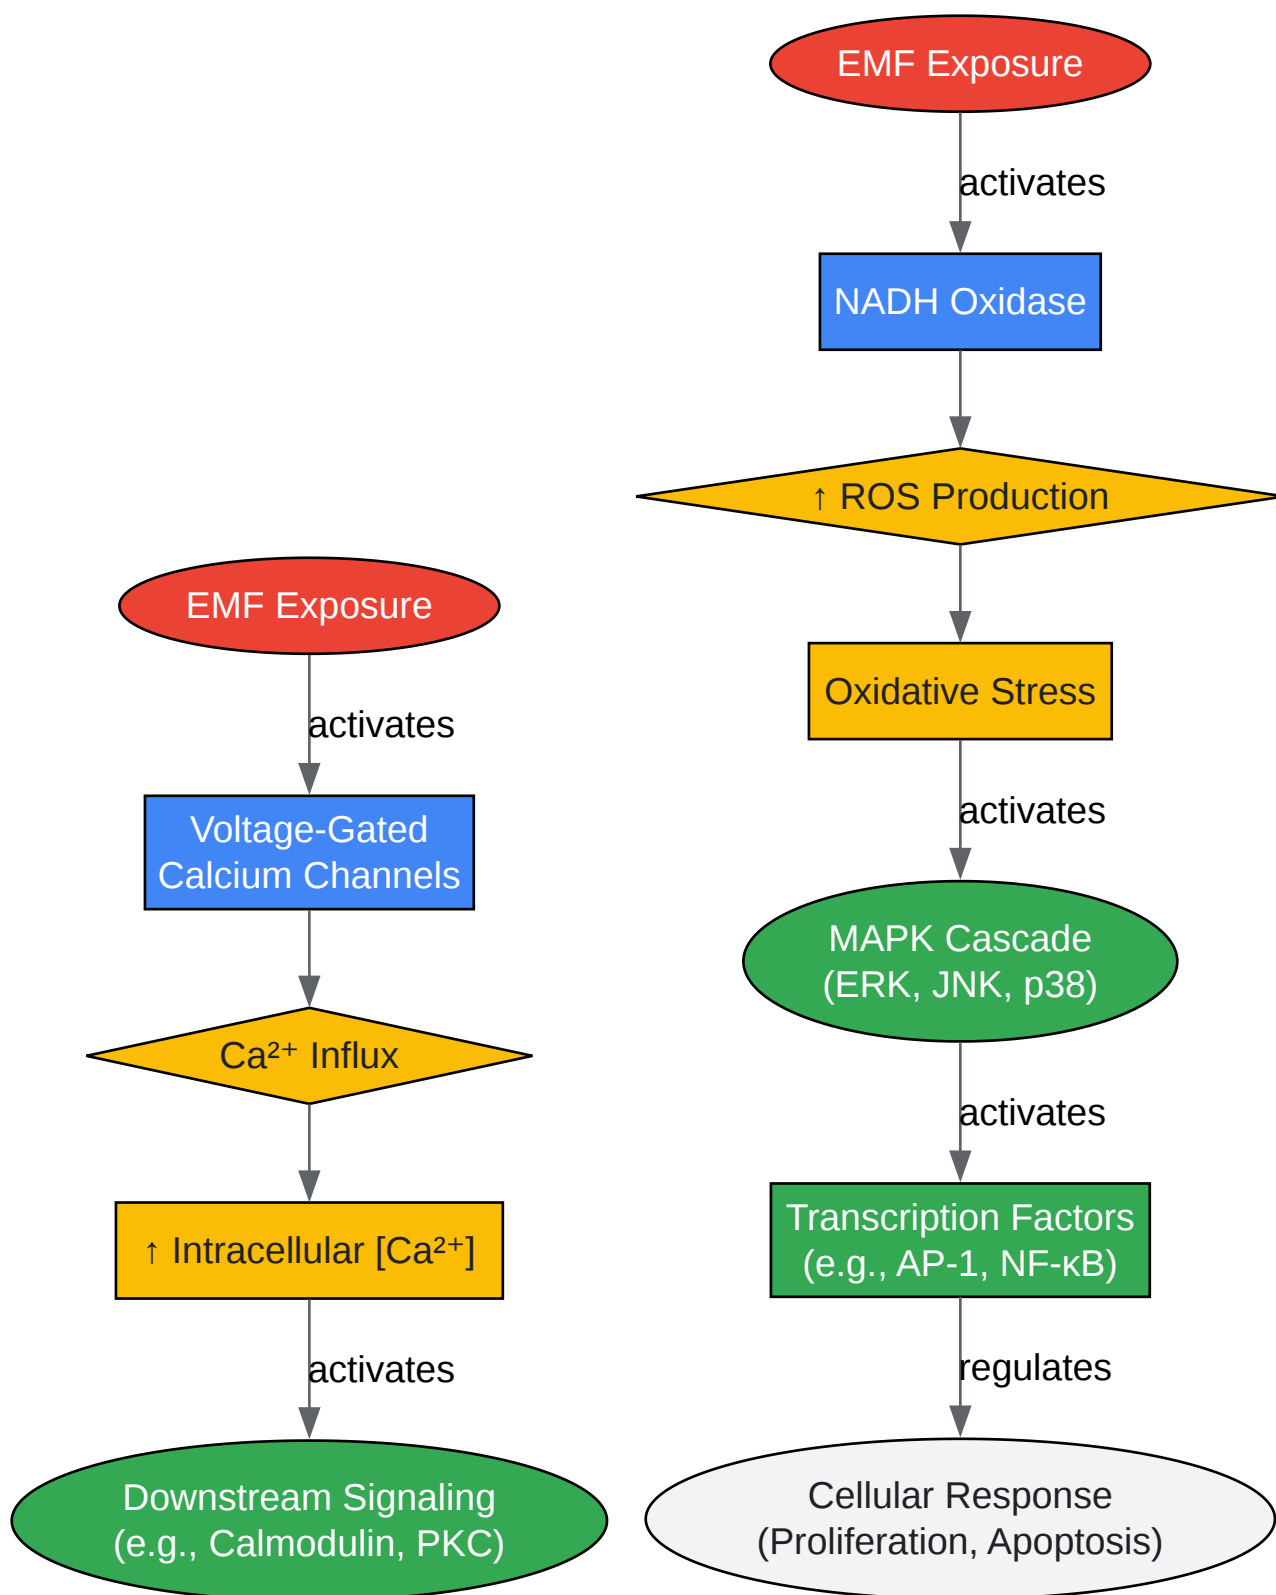 EMF Exposure
activates
Voltage-Gated
Calcium Channels
Ca²⁺ Influx
↑ Intracellular [Ca²⁺]
activates
Downstream Signaling
(e.g., Calmodulin, PKC)
EMF Exposure
activates
NADH Oxidase
↑ ROS Production
Oxidative Stress
activates
MAPK Cascade
(ERK, JNK, p38)
activates
Transcription Factors
(e.g., AP-1, NF-κB)
regulates
Cellular Response
(Proliferation, Apoptosis)